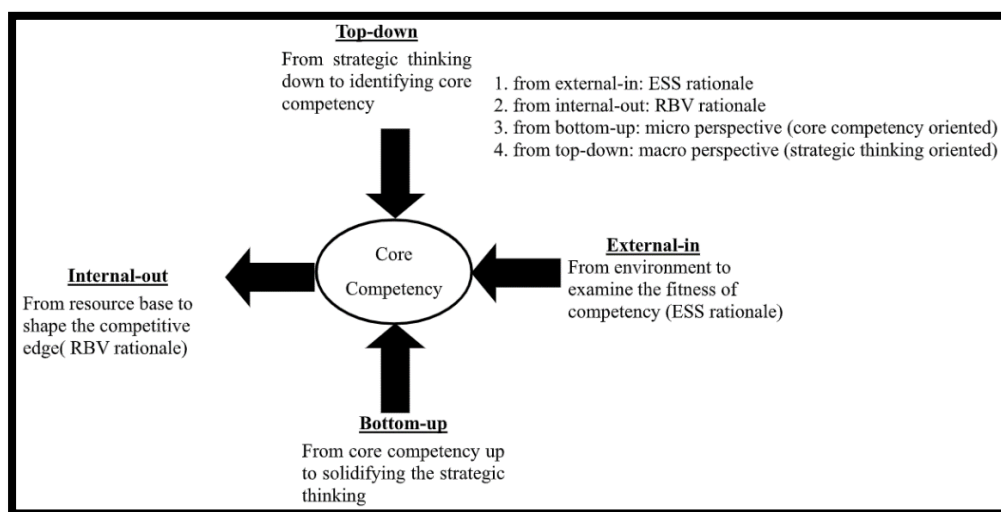 Top-down
From strategic thinking
down to identifying core
competency
1. from external-in: ESS rationale
2. from internal-out: RBV rationale
3. from bottom-up: micro perspective (core competency oriented)
4. from top-down: macro perspective (strategic thinking oriented)
Core
Competency
External-in
From environment to
examine the fitness of
competency (ESS rationale)
Internal-out
From resource base to
shape the competitive
edge( RBV rationale)
Bottom-up
From core competency up
to solidifying the strategic
thinking